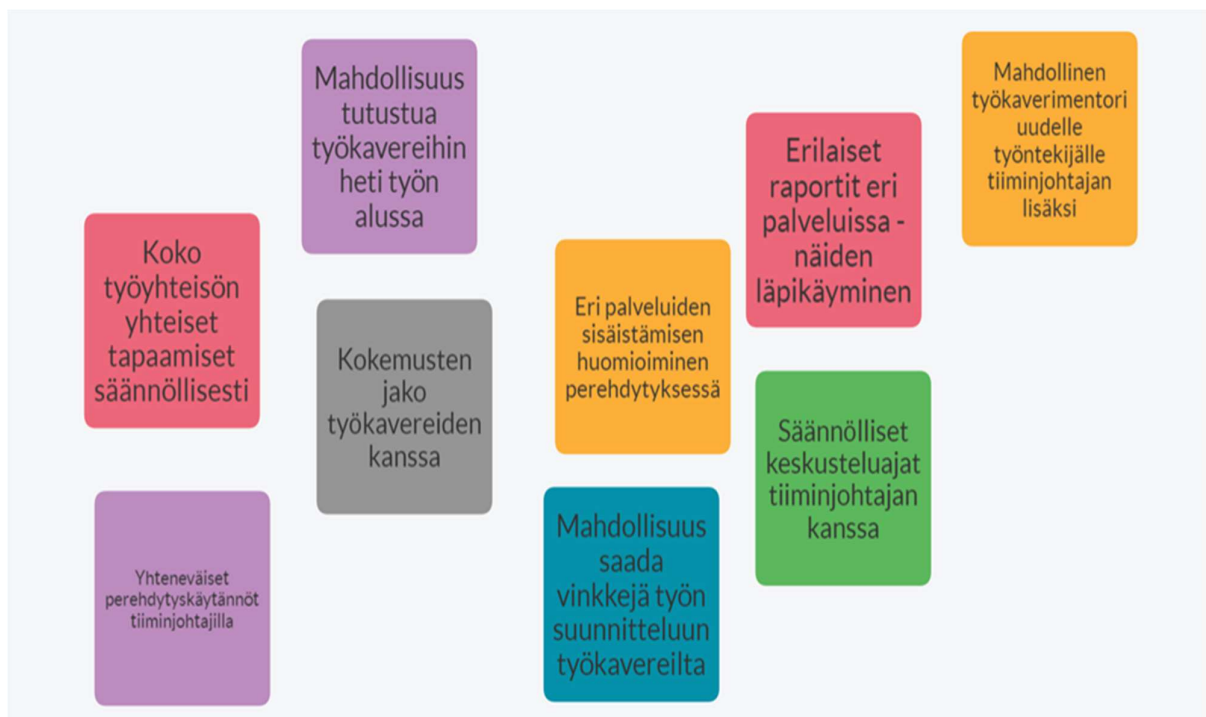 Koko
työyhteisön
yhteiset
tapaamiset
säännöllisesti
Mahdollisuus
tutustua
työkavereihin
heti työn
alussa
Kokemusten
jako
työkavereiden
kanssa
Yhteneväiset
perehdytyskäytännöt
tiiminjohtajilla
Eri palveluiden
sisäistämisen
huomioiminen
perehdytyksessä
Mahdollisuus
saada
vinkkejä työn
suunnitteluun
työkavereilta
Erilaiset
raportit eri
palveluissa -
näiden
läpikäyminen
Säännölliset
keskusteluajat
tiiminjohtajan
kanssa
Mahdollinen
työkaverimentori
uudelle
työntekijälle
tiiminjohtajan
lisäksi